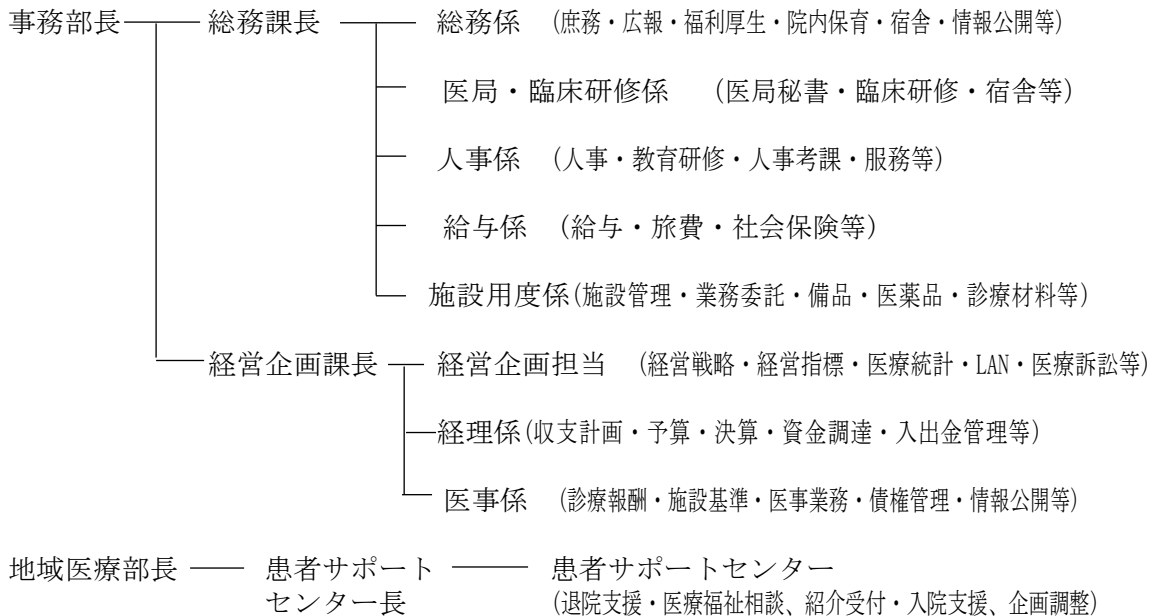 事務部長 総務課長 総務係 (庶務・広報・福利厚生・院内保育・宿舎・情報公開等)
医局・臨床研修係 (医局秘書・臨床研修・宿舎等)
人事係 (人事・教育研修・人事考課・服務等)
給与係 (給与・旅費・社会保険等)
施設用度係(施設管理・業務委託・備品・医薬品・診療材料等)
経営企画課長 経営企画担当 (経営戦略・経営指標・医療統計・LAN・医療訴訟等)
経理係(収支計画・予算・決算・資金調達・入出金管理等)
医事係 (診療報酬・施設基準・医事業務・債権管理・情報公開等)
地域医療部長 患者サポート 患者サポートセンター
センター長 (退院支援・医療福祉相談、紹介受付・入院支援、企画調整)